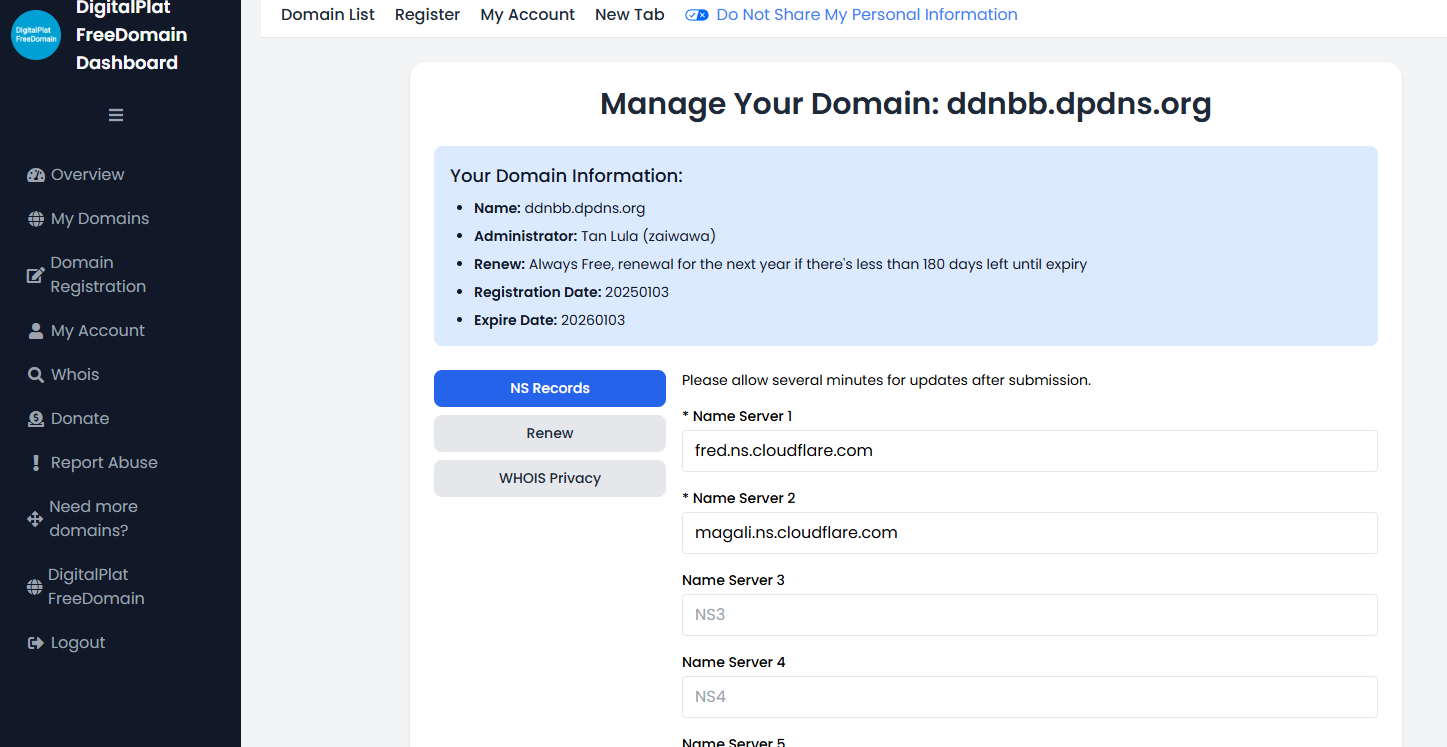 DigitalPlat
FreeDomain
Dashboard
DigitalPlat
FreeDomain
Overview
My Domains
Domain
Registration
My Account
Whois
Donate
Report Abuse
Need more
domains?
DigitalPlat
FreeDomain
Logout
Domain List Register My Account New Tab Do Not Share My Personal Information
Manage Your Domain: ddnbb.dpdns.org
Your Domain Information:
Name: ddnbb.dpdns.org
Administrator: Tan Lula (zaiwawa)
Renew: Always Free, renewal for the next year if there's less than 180 days left until expiry
Registration Date: 20250103
Expire Date: 20260103
NS Records
Renew
WHOIS Privacy
Please allow several minutes for updates after submission.
* Name Server 1
fred.ns.cloudflare.com
* Name Server 2
magali.ns.cloudflare.com
Name Server 3
NS3
Name Server 4
NS4
Name Server 5